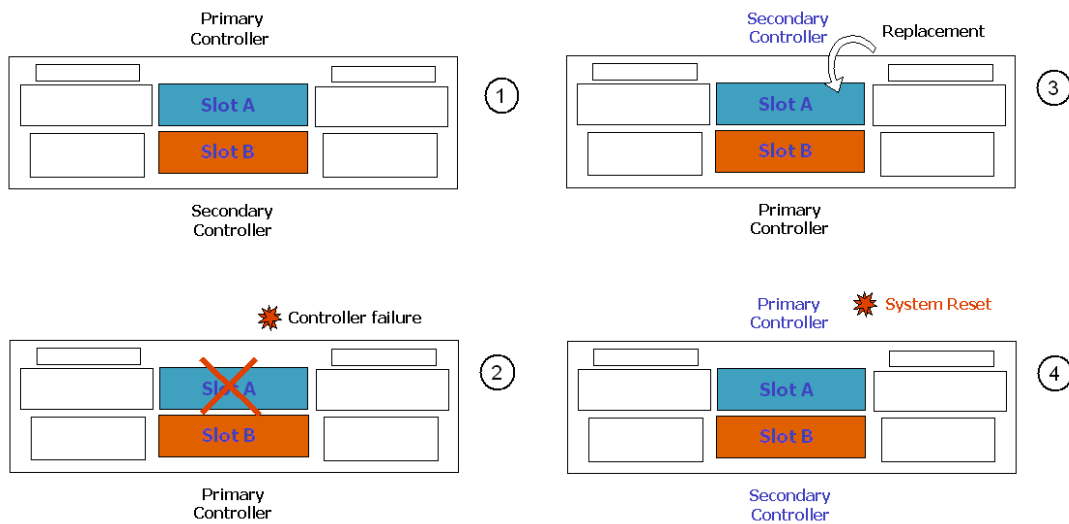 Primary
Controller
Slot A
Slot B
1
Secondary
Controller
Controller failure
Slot A
Slot B
2
Primary
Controller
Secondary
Controller
Replacement
Slot A
Slot B
3
Primary
Controller
Primary
Controller
System Reset
Slot A
Slot B
4
Secondary
Controller